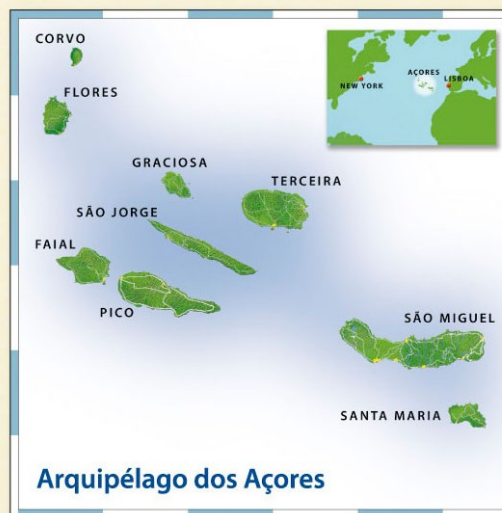 CORVO
FLORES
GRACIOSA
TERCEIRA
SÃO JORGE
FAIAL
PICO
SÃO MIGUEL
SANTA MARIA
AÇORES
LISBOA
NEW YORK
Arquipélago dos Açores